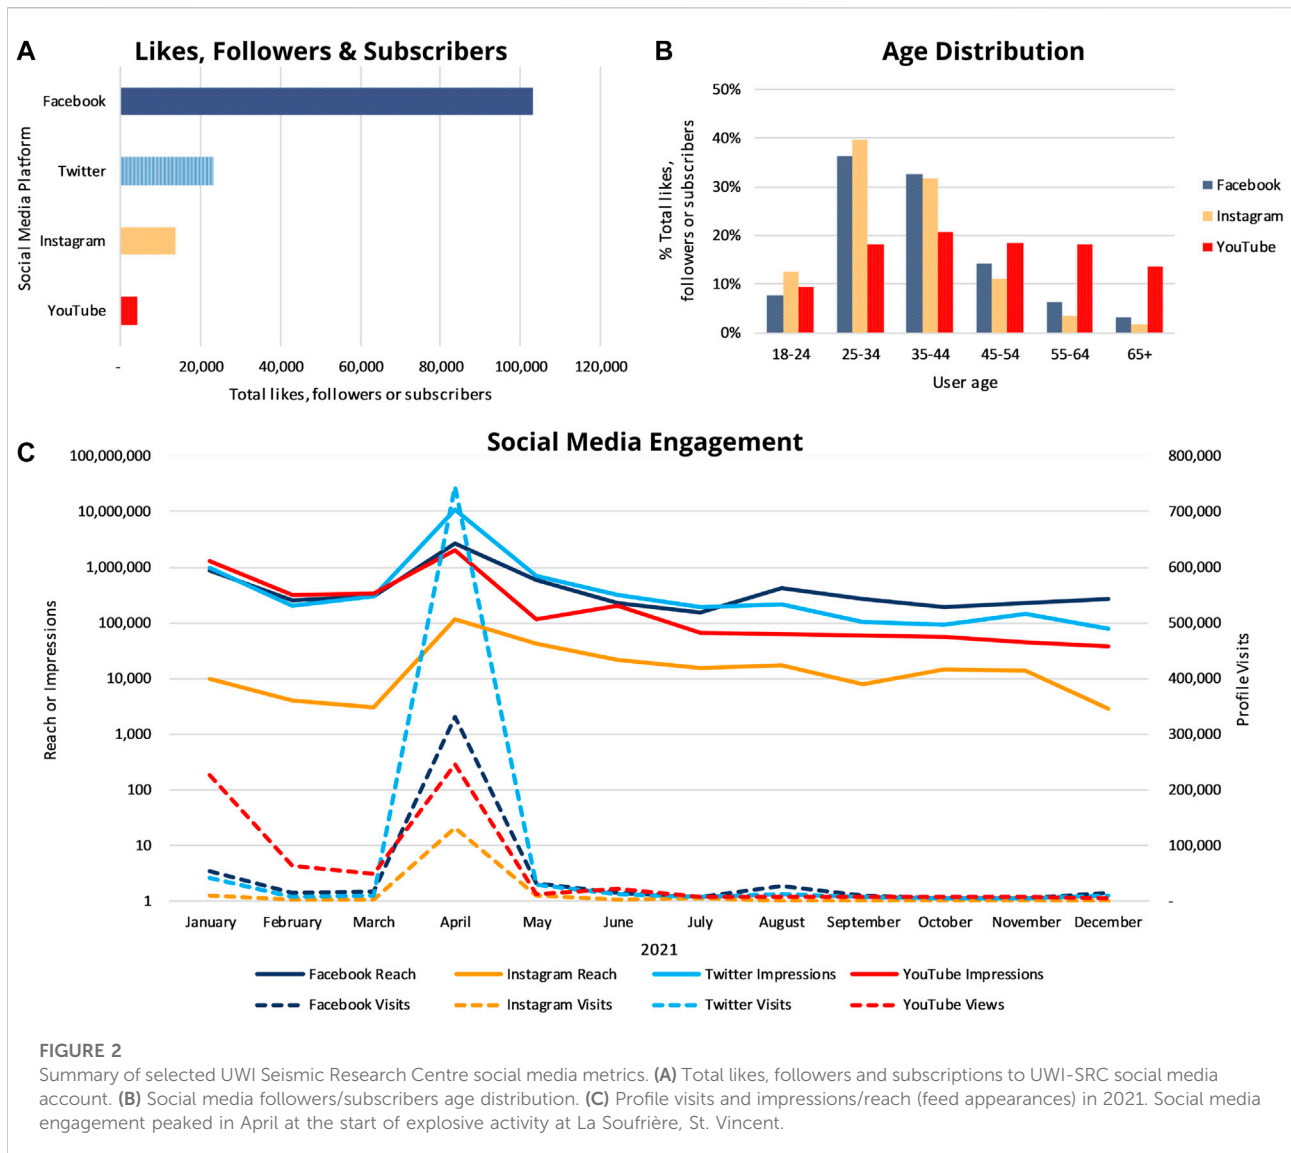 A
Likes, Followers & Subscribers
Social Media Platform
Facebook
Twitter
Instagram
YouTube
- 20,000 40,000 60,000 80,000 100,000 120,000
Total likes, followers or subscribers
B
Age Distribution
% Total likes,
followers or subscribers
50%
40%
30%
20%
10%
0%
18-24 25-34 35-44 45-54 55-64 65+
User age
Facebook
Instagram
YouTube
C
Social Media Engagement
Reach or Impressions
100,000,000
10,000,000
1,000,000
100,000
10,000
1,000
100
10
1
800,000
700,000
600,000
500,000
400,000
300,000
200,000
100,000
-
Profile Visits
January February March April May June July August September October November December
2021
Facebook Reach Instagram Reach Twitter Impressions YouTube Impressions
Facebook Visits Instagram Visits Twitter Visits YouTube Views
FIGURE 2
Summary of selected UWI Seismic Research Centre social media metrics. (A) Total likes, followers and subscriptions to UWI-SRC social media
account. (B) Social media followers/subscribers age distribution. (C) Profile visits and impressions/reach (feed appearances) in 2021. Social media
engagement peaked in April at the start of explosive activity at La Soufrière, St. Vincent.